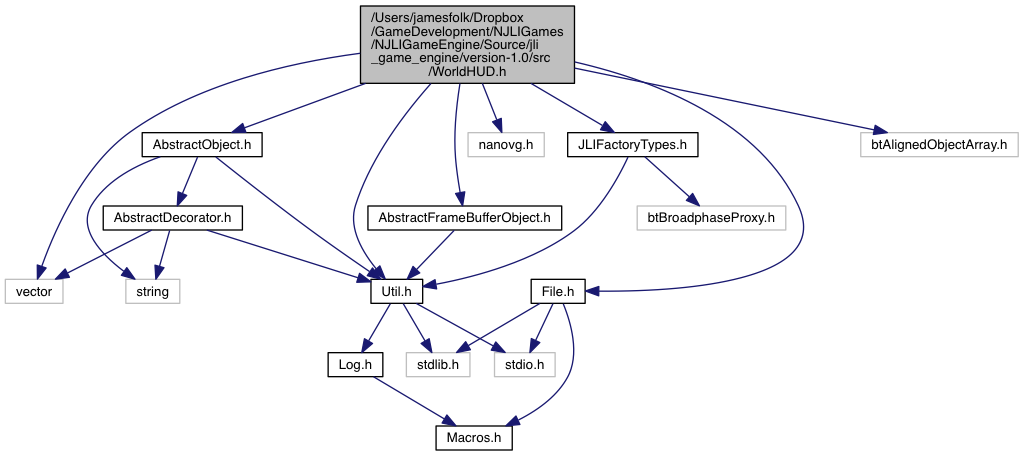 /Users/jamesfolk/Dropbox
/GameDevelopment/NJLIGames
/NJLIGameEngine/Source/jli
_game_engine/version-1.0/src
/WorldHUD.h
AbstractObject.h
nanovg.h
JLIFactoryTypes.h
btAlignedObjectArray.h
AbstractDecorator.h
AbstractFrameBufferObject.h
btBroadphaseProxy.h
vector
string
Util.h
File.h
Log.h
stdlib.h
stdio.h
Macros.h